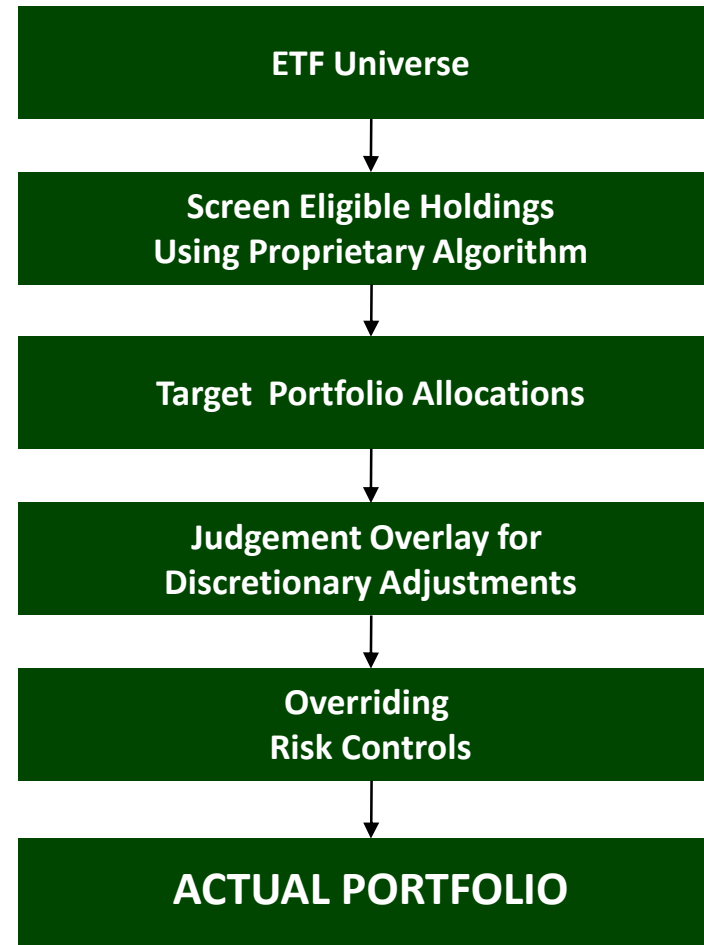 ETF Universe
Screen Eligible Holdings
Using Proprietary Algorithm
Target Portfolio Allocations
Judgement Overlay for
Discretionary Adjustments
Overriding
Risk Controls
ACTUAL PORTFOLIO